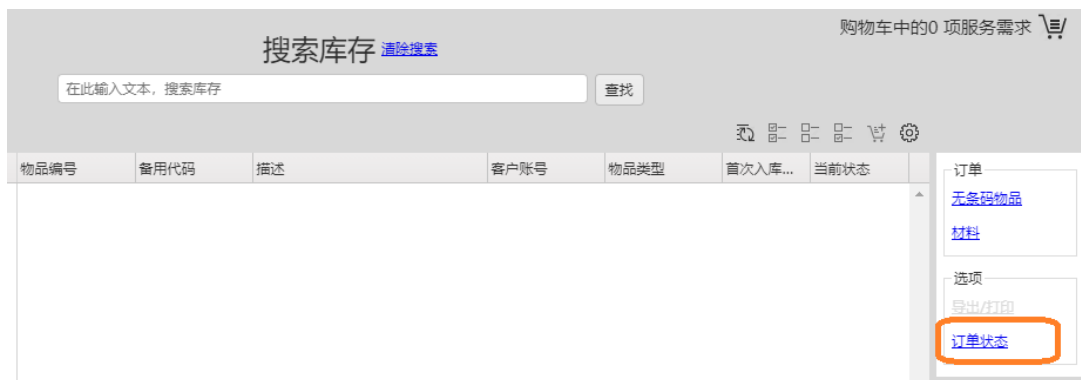 购物车中的0 项服务需求
搜索库存 清除搜索
在此输入文本，搜索库存 查找
物品编号 备用代码 描述 客户账号 物品类型 首次入库... 当前状态
订单
无条码物品
材料
选项
导出/打印
订单状态